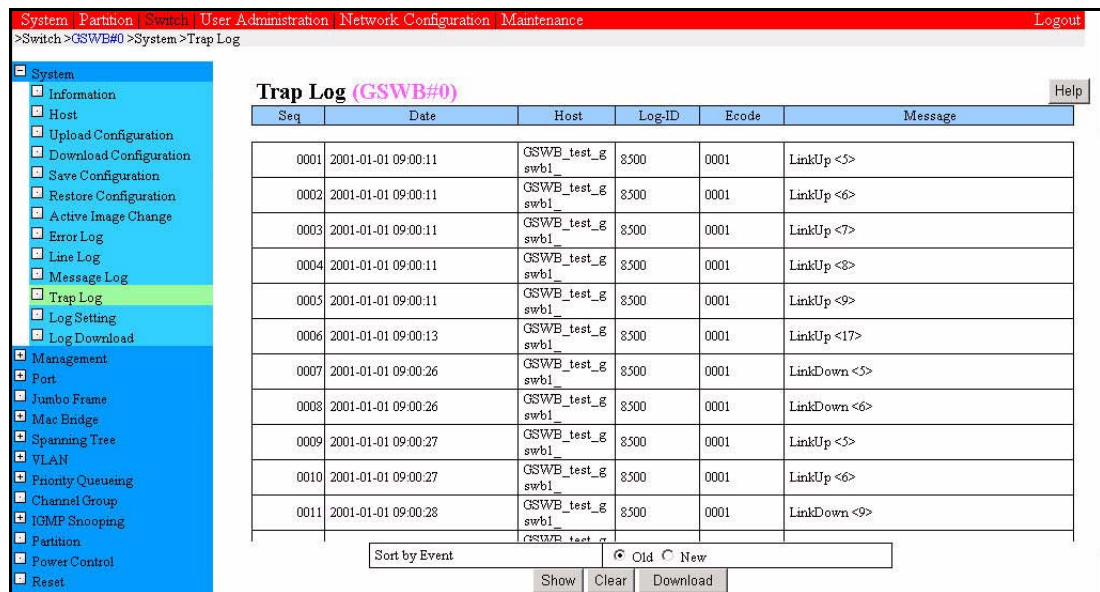 System | Partition | Switch | User Administration | Network Configuration | Maintenance Logout
>Switch >GSWB#0 >System >Trap Log
System
Information
Host
Upload Configuration
Download Configuration
Save Configuration
Restore Configuration
Active Image Change
Error Log
Line Log
Message Log
Trap Log
Log Setting
Log Download
Management
Port
Jumbo Frame
Mac Bridge
Spanning Tree
VLAN
Priority Queueing
Channel Group
IGMP Snooping
Partition
Power Control
Reset
Trap Log (GSWB#0)
Help
Seq Date Host Log-ID Ecode Message
0001 2001-01-01 09:00:11 GSWB_test_g 8500 0001 LinkUp <5>
swb1_
0002 2001-01-01 09:00:11 GSWB_test_g 8500 0001 LinkUp <6>
swb1_
0003 2001-01-01 09:00:11 GSWB_test_g 8500 0001 LinkUp <7>
swb1_
0004 2001-01-01 09:00:11 GSWB_test_g 8500 0001 LinkUp <8>
swb1_
0005 2001-01-01 09:00:11 GSWB_test_g 8500 0001 LinkUp <9>
swb1_
0006 2001-01-01 09:00:13 GSWB_test_g 8500 0001 LinkUp <17>
swb1_
0007 2001-01-01 09:00:26 GSWB_test_g 8500 0001 LinkDown <5>
swb1_
0008 2001-01-01 09:00:26 GSWB_test_g 8500 0001 LinkDown <6>
swb1_
0009 2001-01-01 09:00:27 GSWB_test_g 8500 0001 LinkUp <5>
swb1_
0010 2001-01-01 09:00:27 GSWB_test_g 8500 0001 LinkUp <6>
swb1_
0011 2001-01-01 09:00:28 GSWB_test_g 8500 0001 LinkDown <9>
swb1_
GSWB_test_g
Sort by Event Old New
Show Clear Download